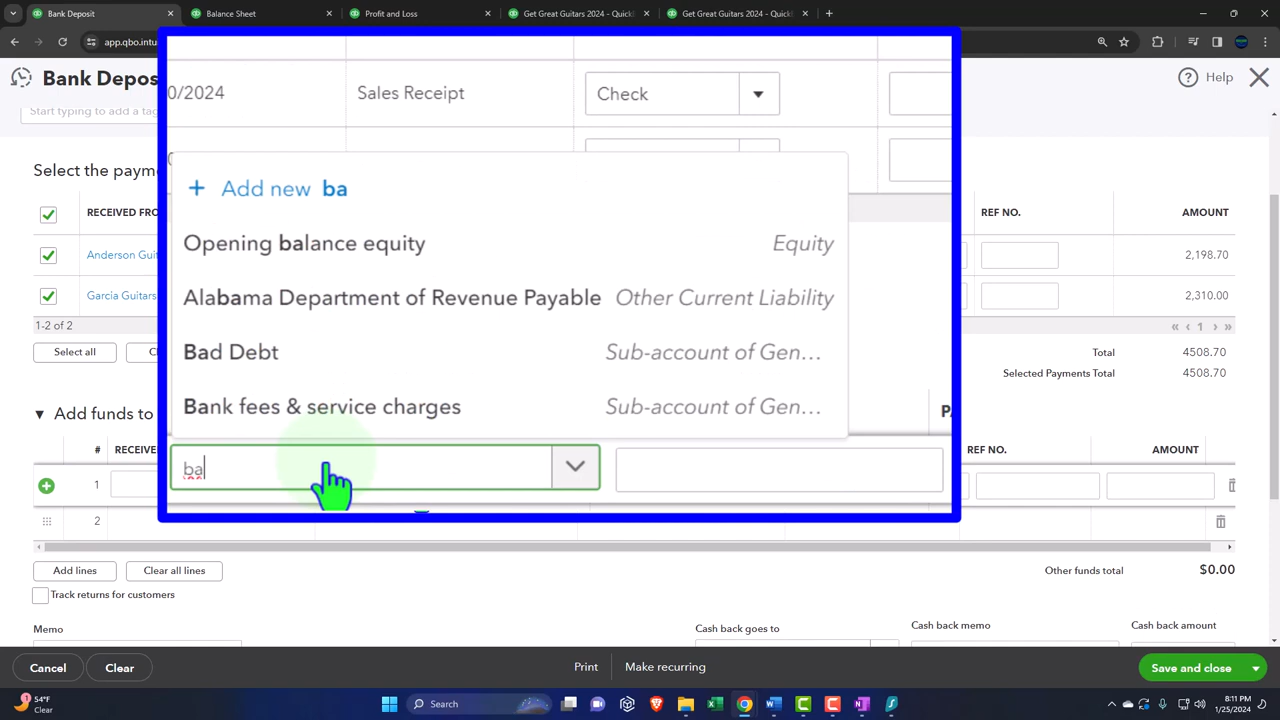 Bank Deposit
Balance Sheet
Profit and Loss
Get Great Guitars 2024 - Quick
Get Great Guitars 2024 - Quick
app.qbo.intu
Bank Depos
Help
Start typing to add a tag
Select the payme
RECEIVED FRO
REF NO.
AMOUNT
Anderson Guit
2,198.70
Garcia Guitars
2,310.00
1-2 of 2
1
Select all
Total
4508.70
Selected Payments Total
4508.70
0/2024
Sales Receipt
Check
+ Add new ba
Opening balance equity Equity
Alabama Department of Revenue Payable Other Current Liability
Bad Debt Sub-account of Gen...
Bank fees & service charges Sub-account of Gen...
ba
Add funds to
#
RECEIVE
REF NO.
AMOUNT
1
2
Add lines
Clear all lines
Other funds total
$0.00
Track returns for customers
Memo
Cash back goes to
Cash back memo
Cash back amount
Cancel
Clear
Print
Make recurring
Save and close
1
54°F
Clear
Search
8:11 PM
1/25/2024